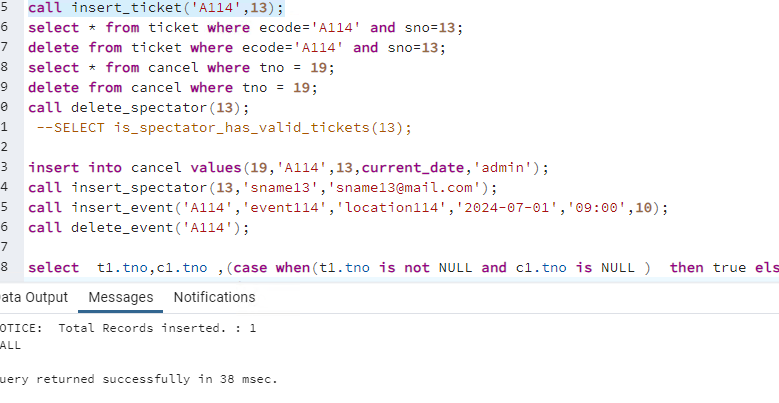 5 call insert_ticket('A114',13);
6 select * from ticket where ecode='A114' and sno=13;
7 delete from ticket where ecode='A114' and sno=13;
8 select * from cancel where tno = 19;
9 delete from cancel where tno = 19;
0 call delete_spectator(13);
1 --SELECT is_spectator_has_valid_tickets(13);
2
3 insert into cancel values(19,'A114',13,current_date,'admin');
4 call insert_spectator(13,'sname13','sname13@mail.com');
5 call insert_event('A114','event114','location114','2024-07-01','09:00',10);
6 call delete_event('A114');
7
8 select t1.tno,c1.tno ,(case when(t1.tno is not NULL and c1.tno is NULL ) then true els
ata Output Messages Notifications
OTICE: Total Records inserted. : 1
ALL
uery returned successfully in 38 msec.